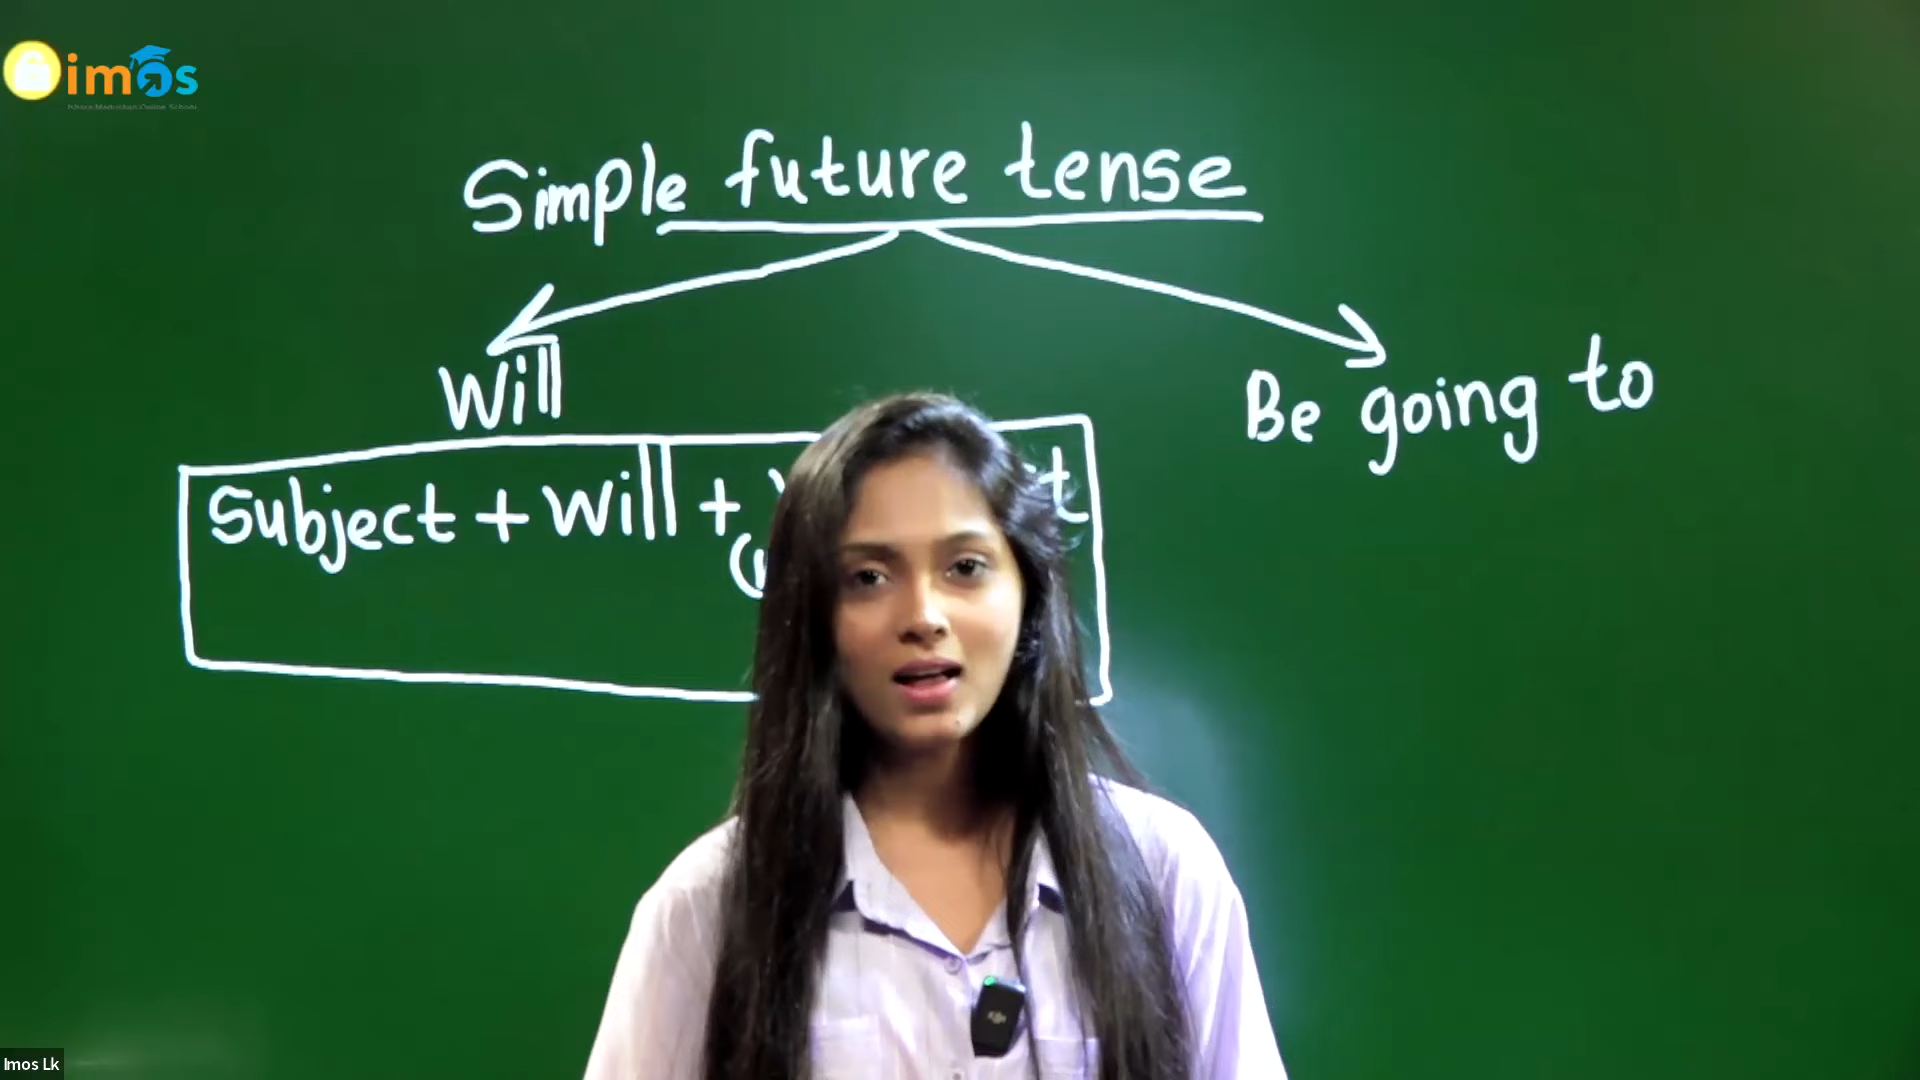 imos
Simple future tense
Will
Be going to
Subject + Will +
Imos Lk